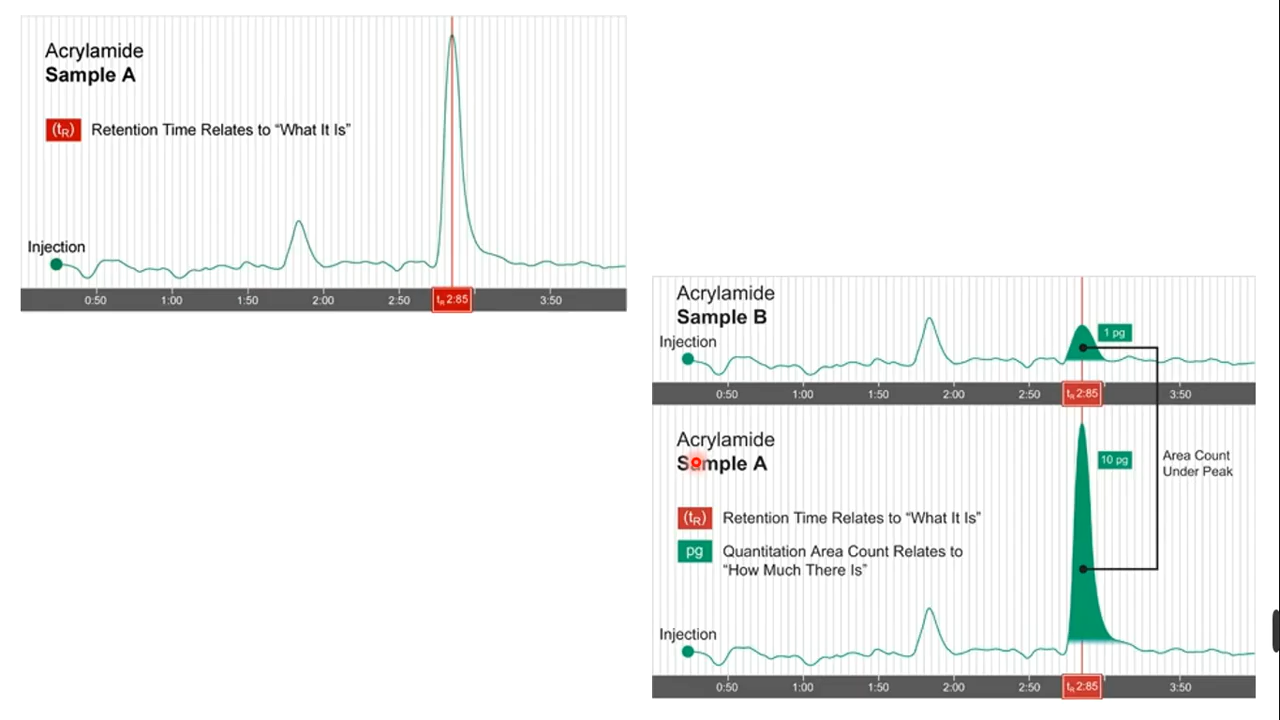 Acrylamide
Sample A
(tR) Retention Time Relates to “What It Is”
Injection
0:50 1:00 1:50 2:00 2:50 tR 2:85 3:50
Acrylamide
Sample B
Injection
1 pg
0:50 1:00 1:50 2:00 2:50 tR 2:85 3:50
Acrylamide
Sample A
10 pg
Area Count
Under Peak
(tR) Retention Time Relates to “What It Is”
pg Quantitation Area Count Relates to
“How Much There Is”
Injection
0:50 1:00 1:50 2:00 2:50 tR 2:85 3:50